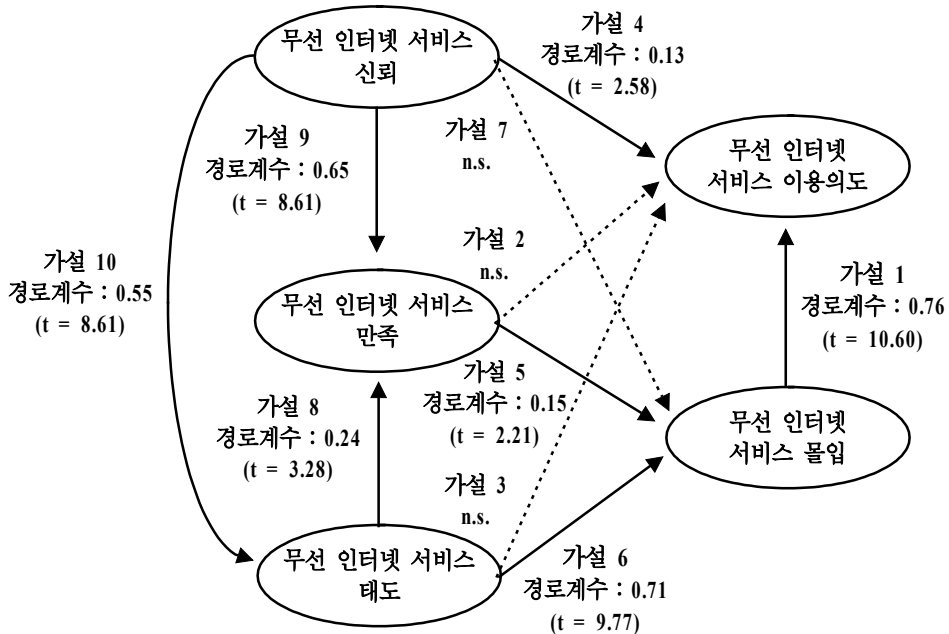 무선 인터넷 서비스
신뢰
가설 4
경로계수 : 0.13
(t = 2.58)
가설 9
경로계수 : 0.65
(t = 8.61)
가설 7
n.s.
무선 인터넷
서비스 이용의도
가설 2
n.s.
가설 10
경로계수 : 0.55
(t = 8.61)
무선 인터넷 서비스
만족
가설 1
경로계수 : 0.76
(t = 10.60)
가설 8
경로계수 : 0.24
(t = 3.28)
가설 5
경로계수 : 0.15
(t = 2.21)
무선 인터넷
서비스 몰입
가설 3
n.s.
무선 인터넷 서비스
태도
가설 6
경로계수 : 0.71
(t = 9.77)